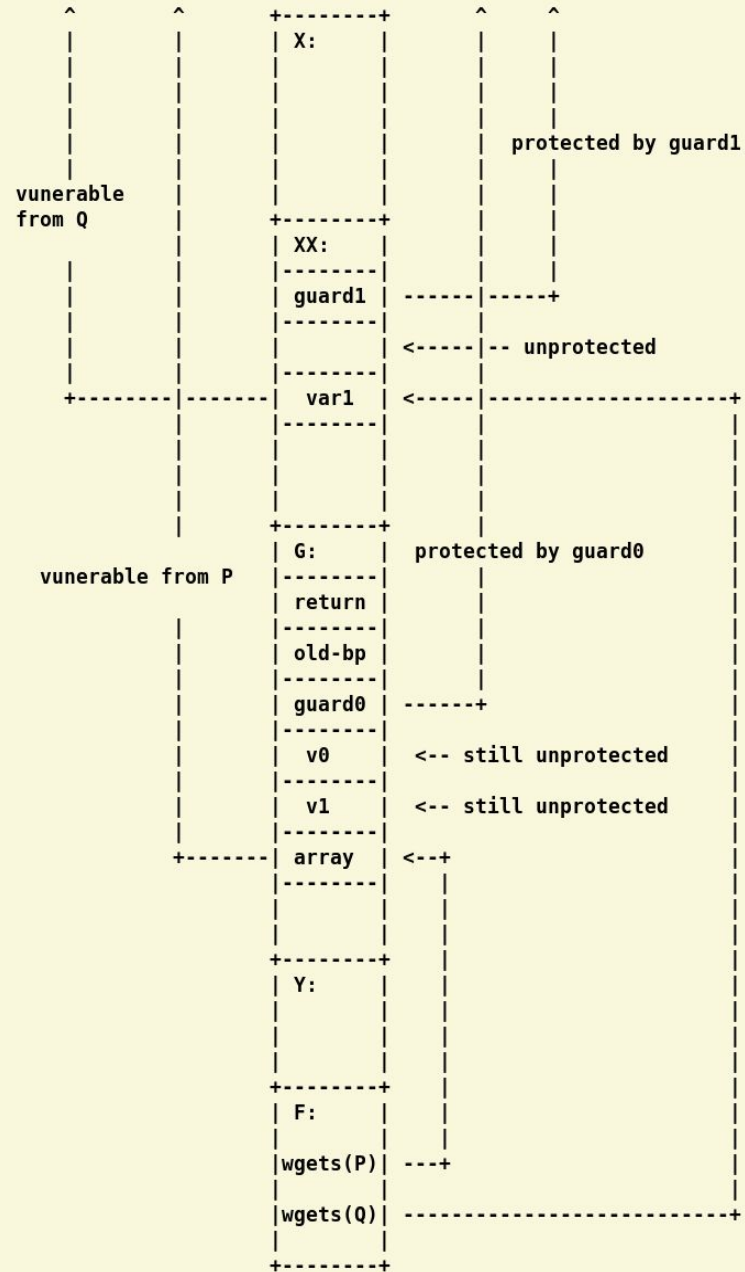 X:
protected by guard1
vunerable
from Q
XX:
guard1
unprotected
var1
G:
protected by guard0
vunerable from P
return
old-bp
guard0
v0 <-- still unprotected
v1 <-- still unprotected
array
Y:
F:
wgets(P)
wgets(Q)